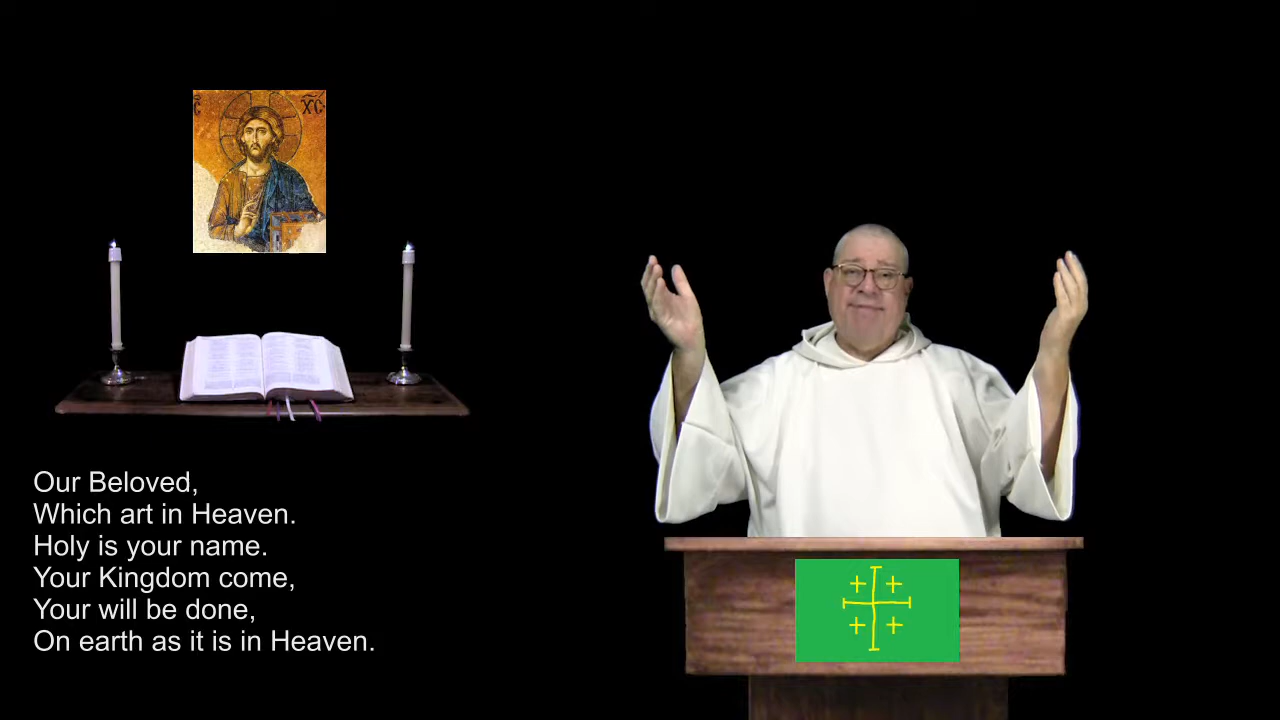 ΧC
Our Beloved,
Which art in Heaven.
Holy is your name.
Your Kingdom come,
Your will be done,
On earth as it is in Heaven.